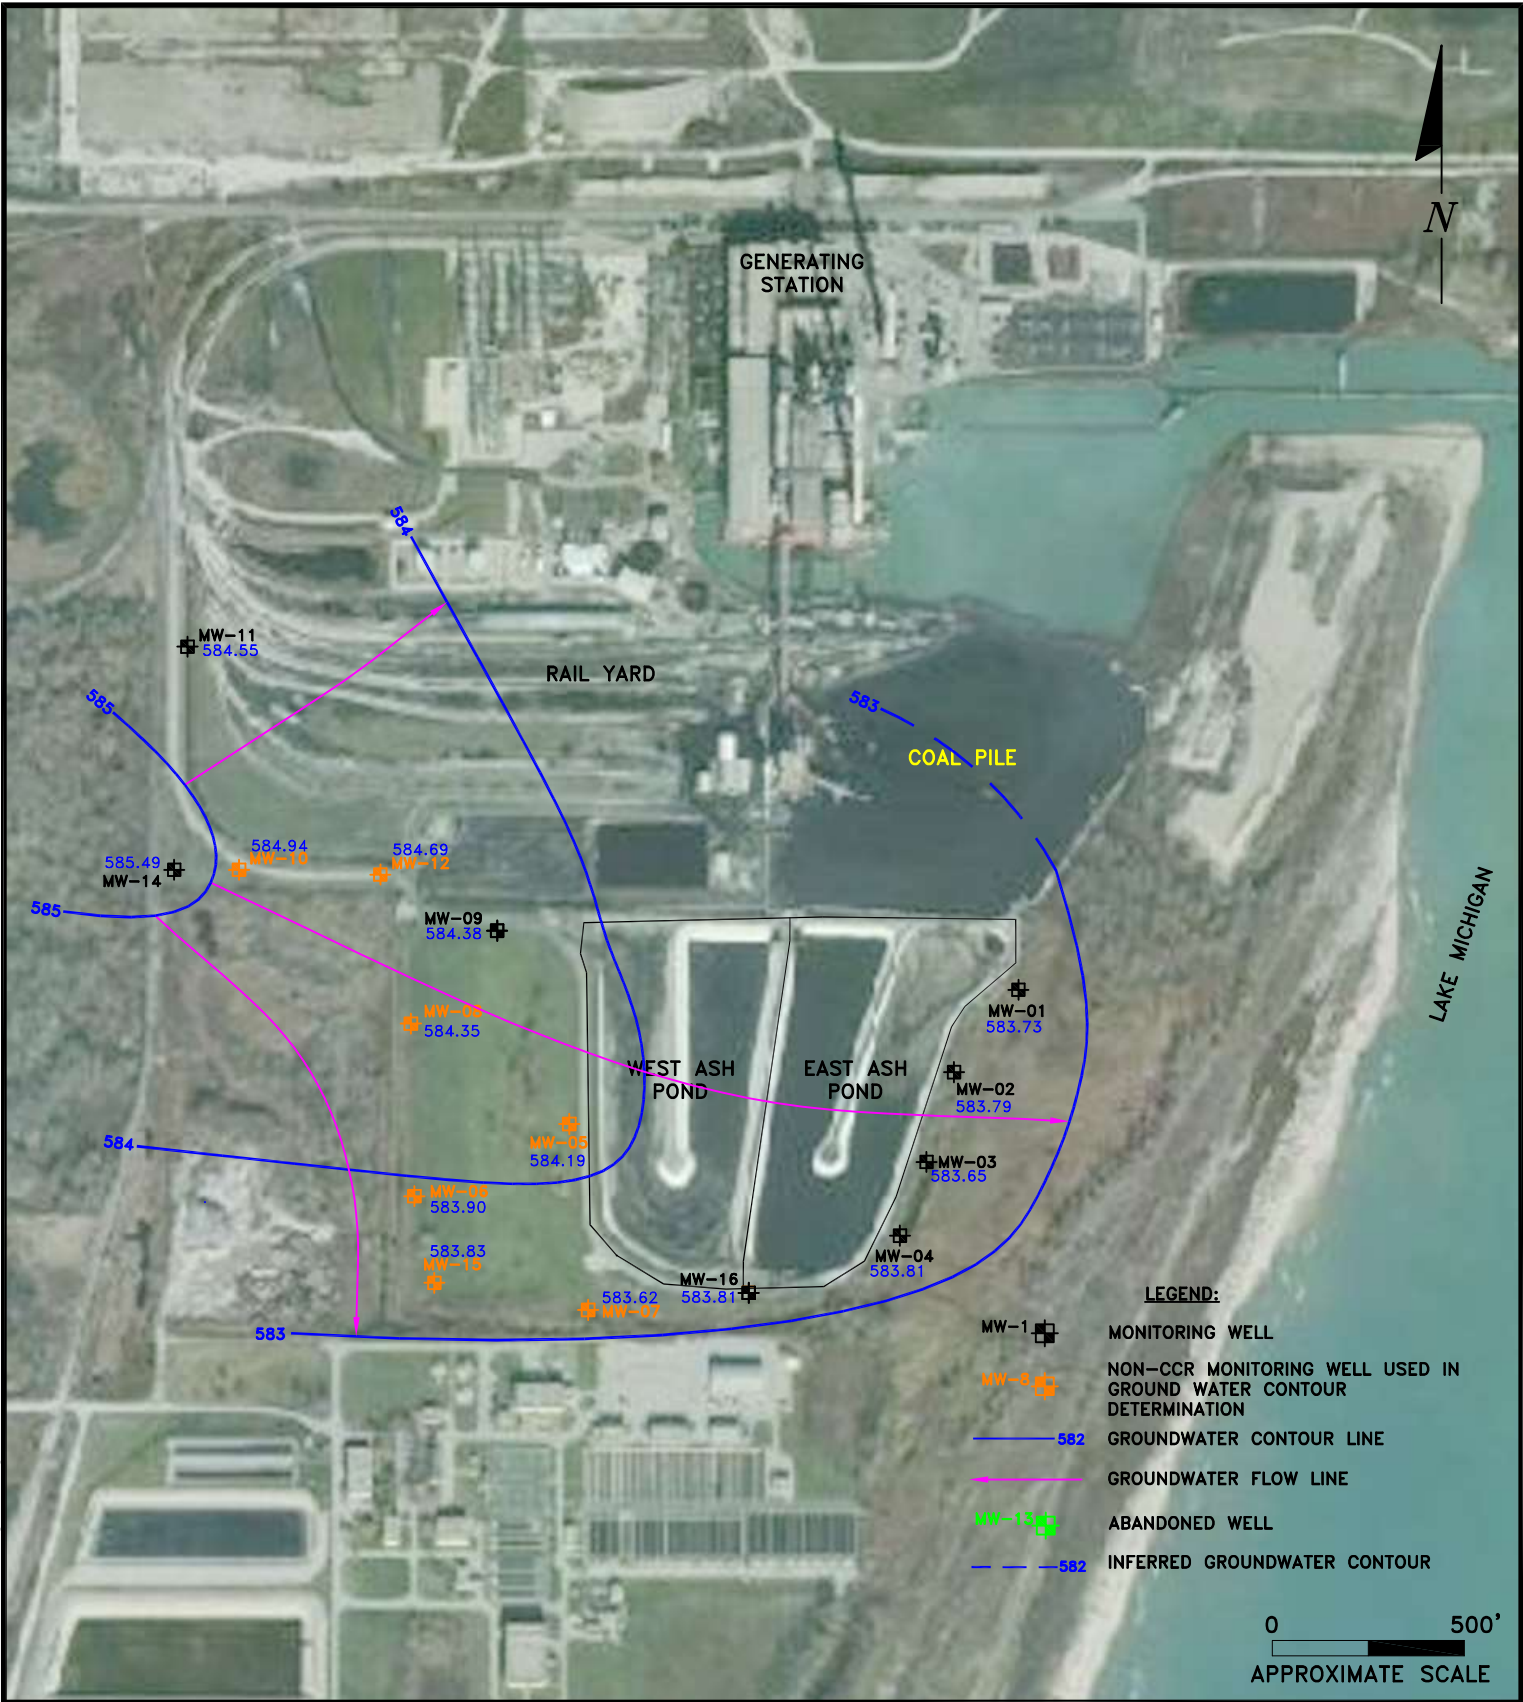 GENERATING
STATION
N
584
MW-11
584.55
RAIL YARD
585
583
COAL PILE
584.94
MW-10
584.69
MW-12
585.49
MW-14
585
MW-09
584.38
LAKE MICHIGAN
MW-08
584.35
MW-01
583.73
WEST ASH
POND
EAST ASH
POND
MW-02
583.79
584
MW-05
584.19
MW-03
583.65
MW-06
583.90
583.83
MW-15
MW-04
583.81
MW-16
583.81
583.62
MW-07
583
LEGEND:
MW-1
MONITORING WELL
MW-8
NON-CCR MONITORING WELL USED IN
GROUND WATER CONTOUR
DETERMINATION
582
GROUNDWATER CONTOUR LINE
GROUNDWATER FLOW LINE
MW-13
ABANDONED WELL
582
INFERRED GROUNDWATER CONTOUR
0 500'
APPROXIMATE SCALE